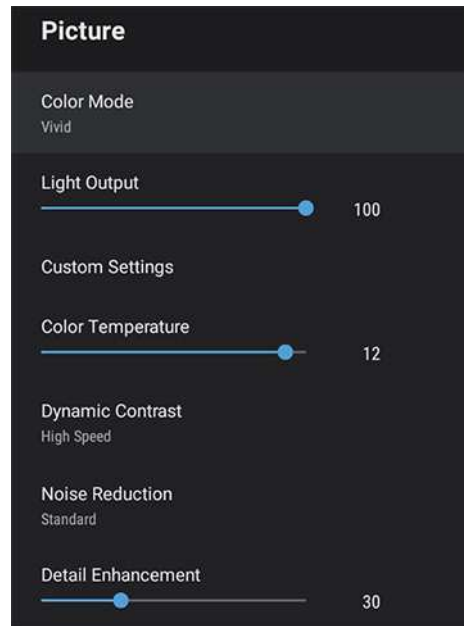 Picture
Color Mode
Vivid
Light Output
100
Custom Settings
Color Temperature
12
Dynamic Contrast
High Speed
Noise Reduction
Standard
Detail Enhancement
30